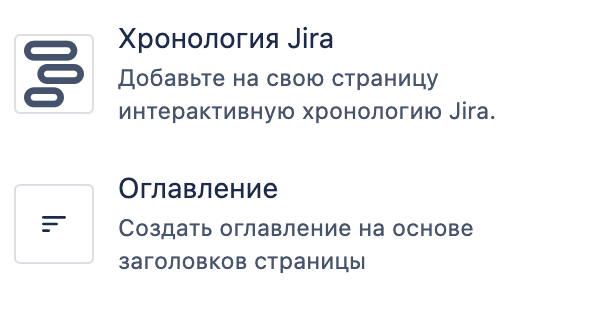 Хронология Jira
Добавьте на свою страницу
интерактивную хронологию Jira.
Оглавление
Создать оглавление на основе
заголовков страницы